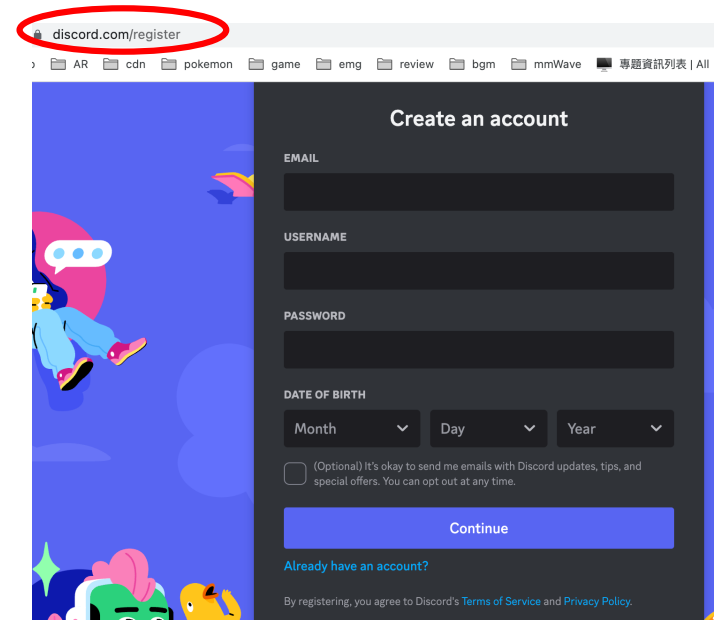 discord.com/register
AR cdn pokemon game emg review bgm mmWave 專題資訊列表 | All
Create an account
EMAIL
USERNAME
PASSWORD
DATE OF BIRTH
Month Day Year
(Optional) It's okay to send me emails with Discord updates, tips, and
special offers. You can opt out at any time.
Continue
Already have an account?
By registering, you agree to Discord's Terms of Service and Privacy Policy.